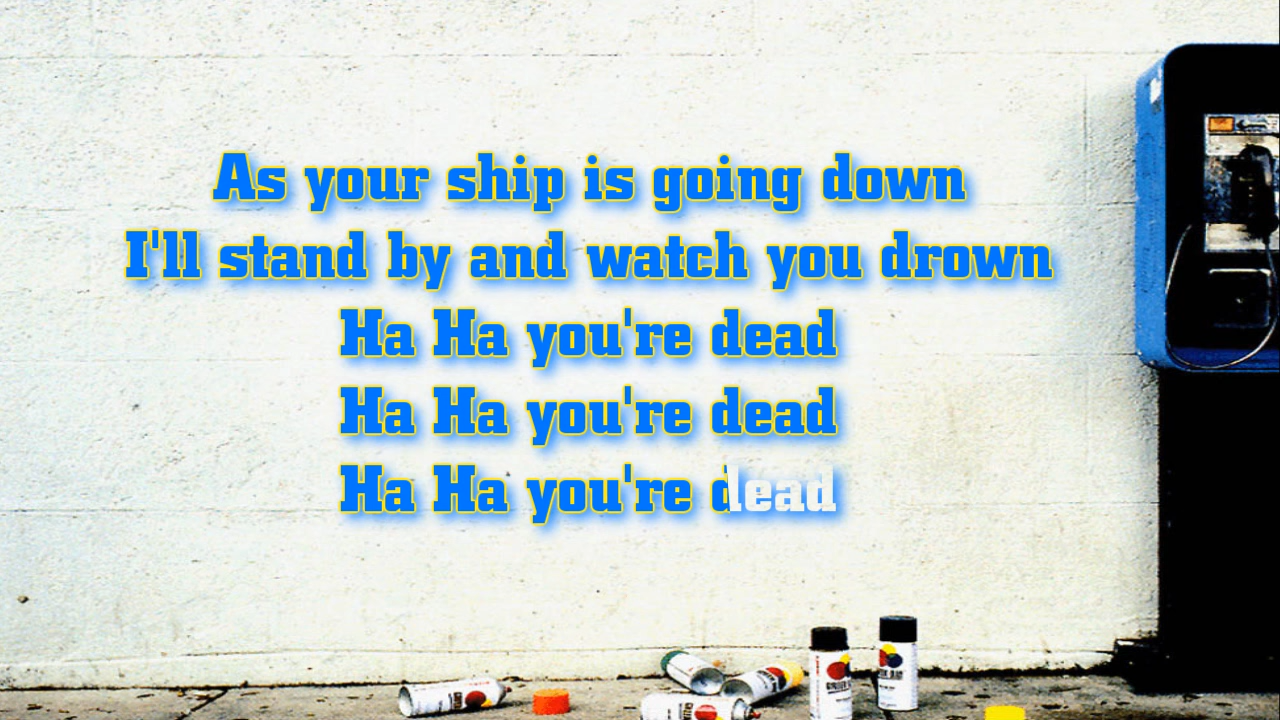 As your ship is going down
I'll stand by and watch you drown
Ha Ha you're dead
Ha Ha you're dead
Ha Ha you're dead